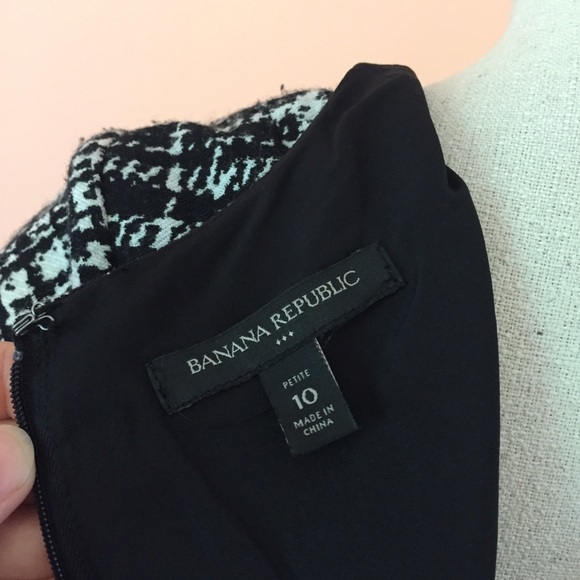 BANANA REPUBLIC
PETITE
10
MADE IN
CHINA